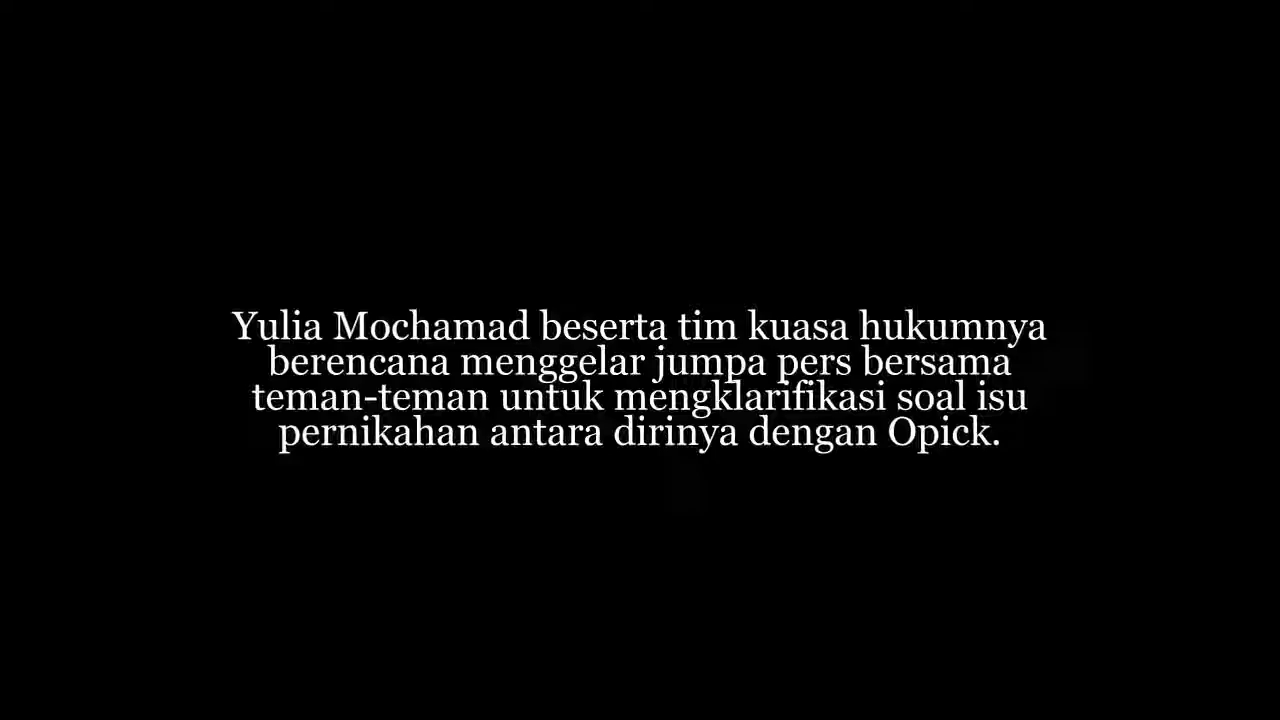 Yulia Mochamad beserta tim kuasa hukumnya
berencana menggelar jumpa pers bersama
teman-teman untuk mengklarifikasi soal isu
pernikahan antara dirinya dengan Opick.